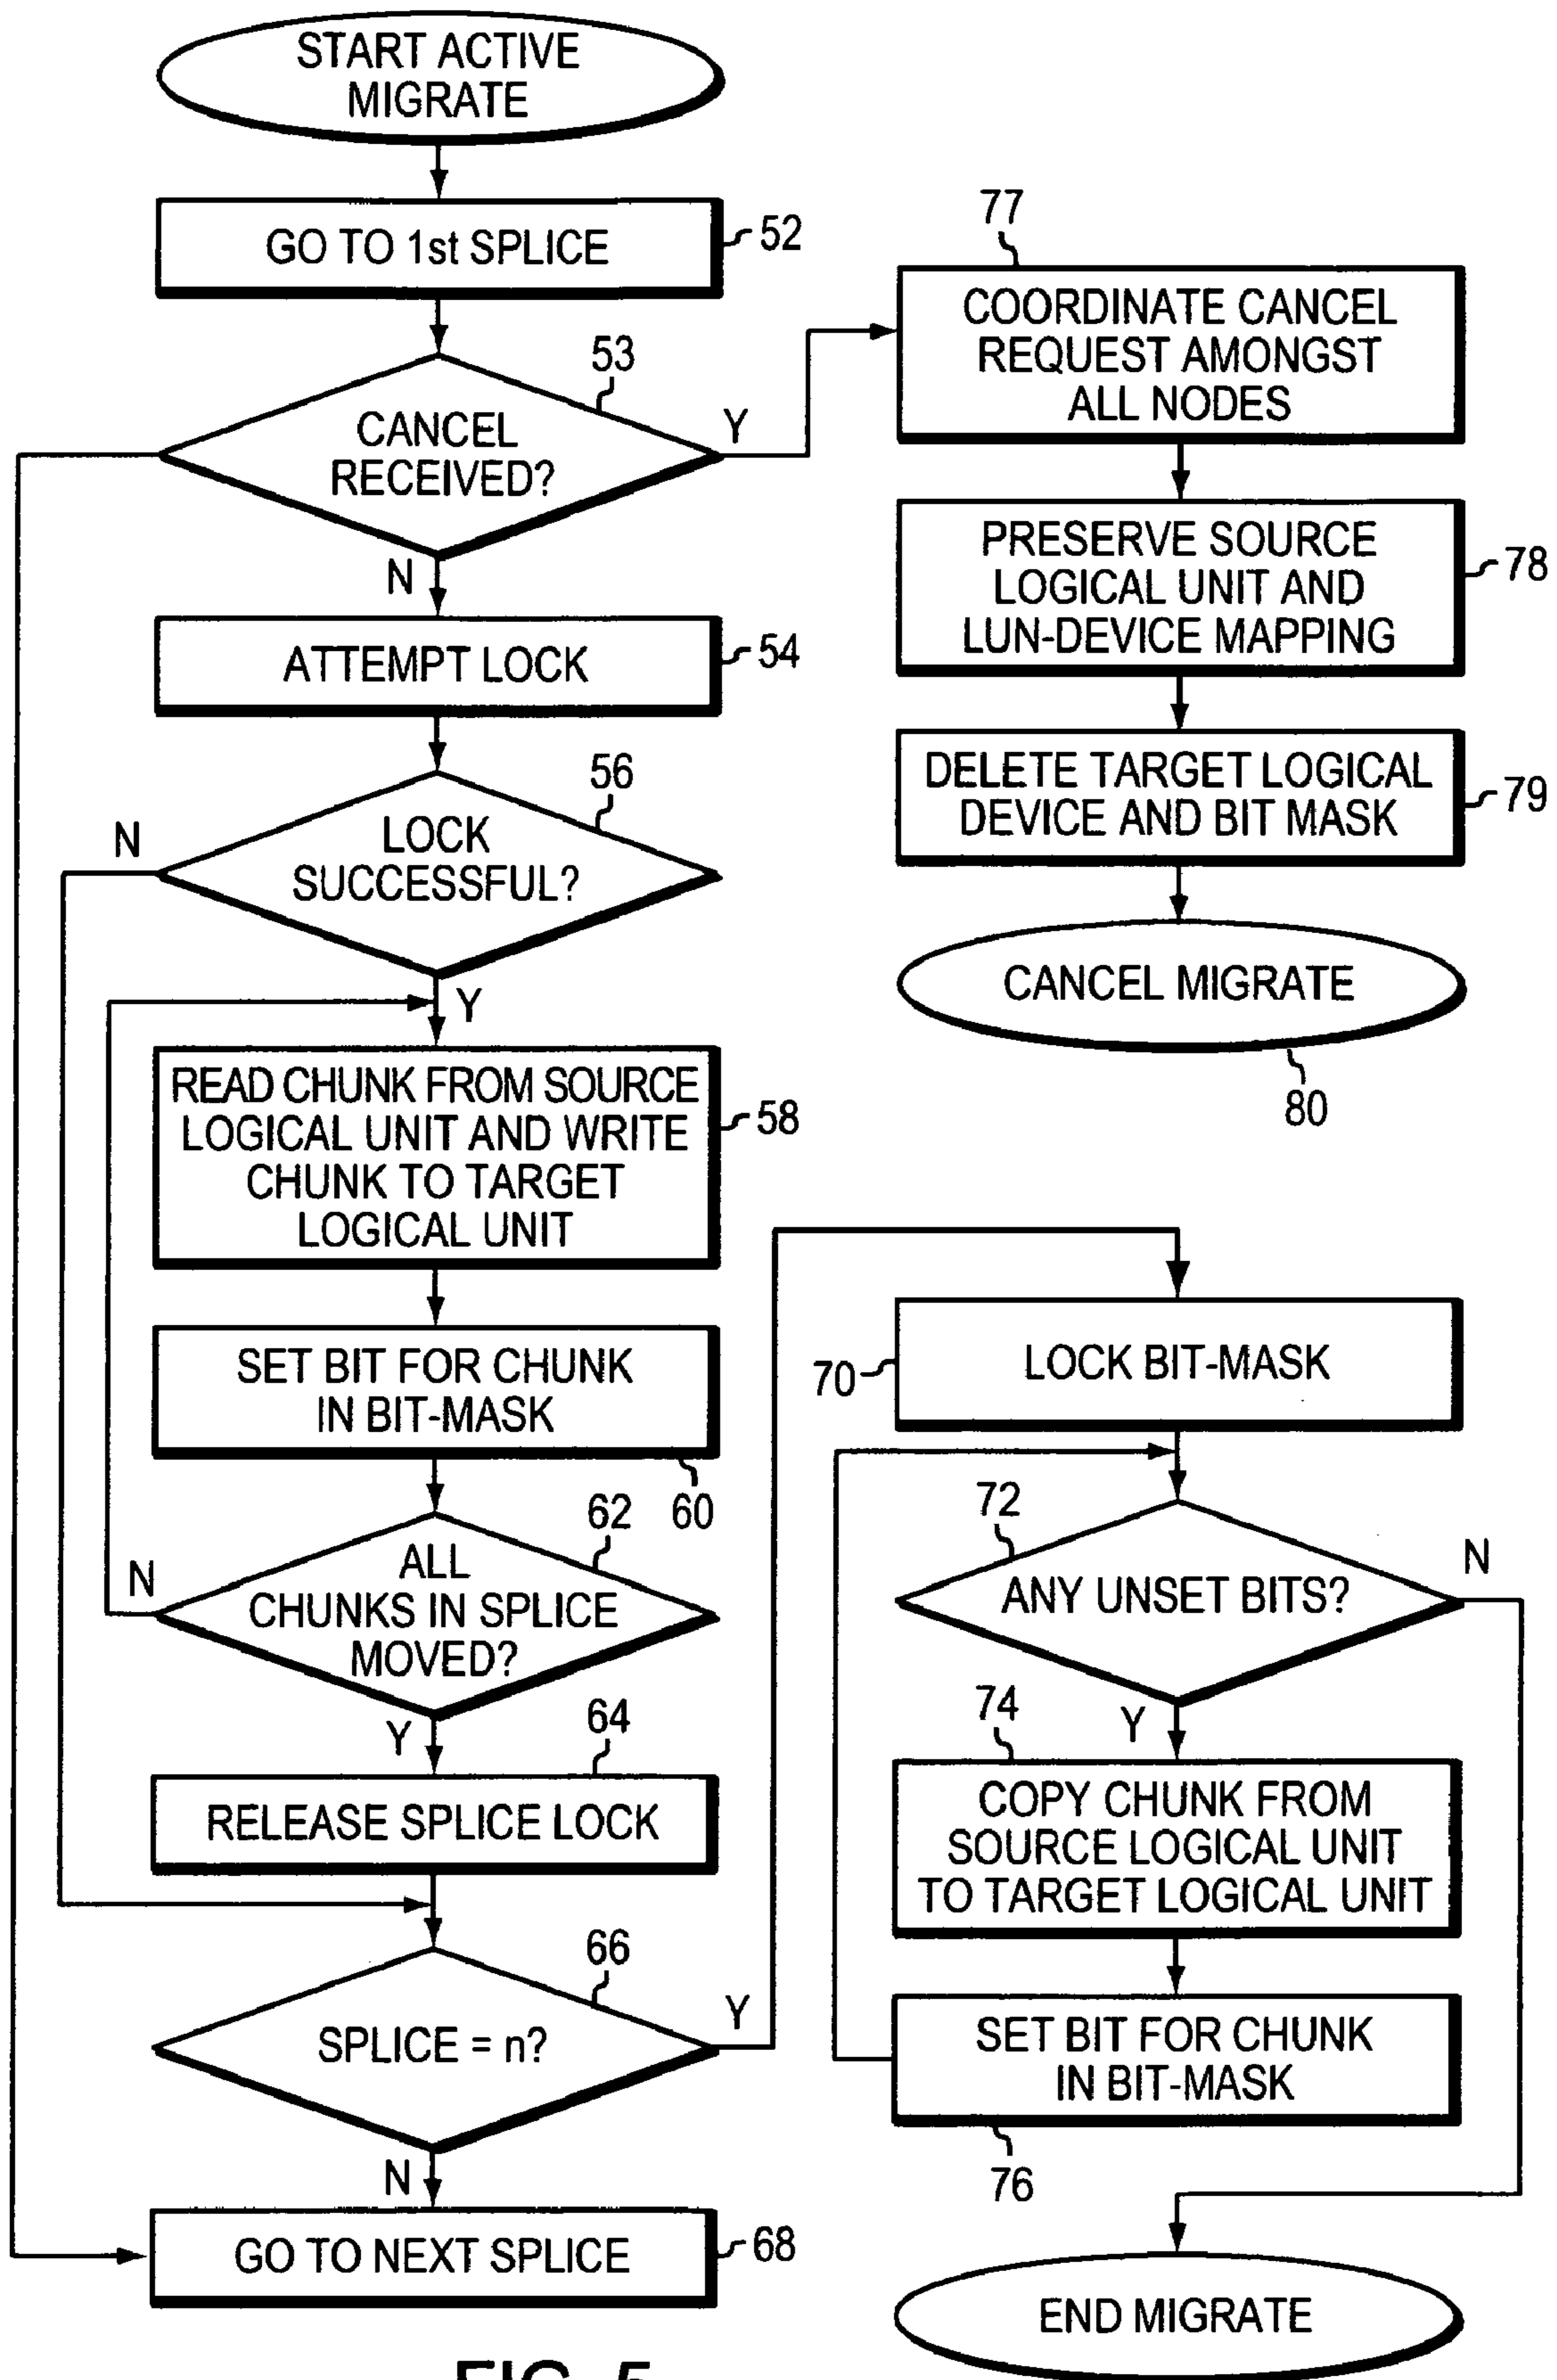 START ACTIVE
MIGRATE
GO TO 1st SPLICE
52
53
CANCEL
RECEIVED?
Y
N
ATTEMPT LOCK
54
56
LOCK
SUCCESSFUL?
N
Y
READ CHUNK FROM SOURCE
LOGICAL UNIT AND WRITE
CHUNK TO TARGET
LOGICAL UNIT
58
SET BIT FOR CHUNK
IN BIT-MASK
60
62
ALL
CHUNKS IN SPLICE
MOVED?
N
Y
64
RELEASE SPLICE LOCK
66
SPLICE = n?
Y
N
GO TO NEXT SPLICE
68
77
COORDINATE CANCEL
REQUEST AMONGST
ALL NODES
PRESERVE SOURCE
LOGICAL UNIT AND
LUN-DEVICE MAPPING
78
DELETE TARGET LOGICAL
DEVICE AND BIT MASK
79
CANCEL MIGRATE
80
LOCK BIT-MASK
70
72
ANY UNSET BITS?
N
Y
74
COPY CHUNK FROM
SOURCE LOGICAL UNIT
TO TARGET LOGICAL UNIT
SET BIT FOR CHUNK
IN BIT-MASK
76
END MIGRATE
FIG. 5